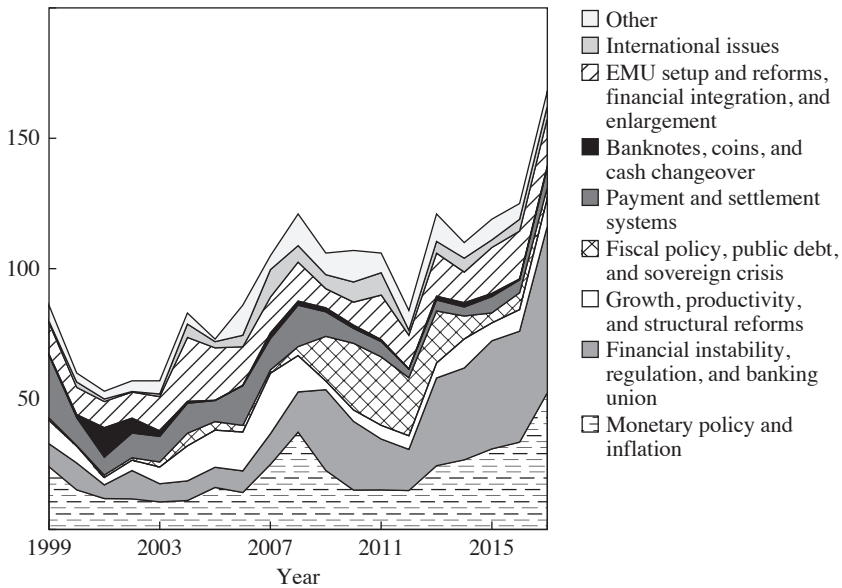 150
100
50
1999
2003
2007
2011
2015
Year
Other
International issues
EMU setup and reforms,
financial integration, and
enlargement
Banknotes, coins, and
cash changeover
Payment and settlement
systems
Fiscal policy, public debt,
and sovereign crisis
Growth, productivity,
and structural reforms
Financial instability,
regulation, and banking
union
Monetary policy and
inflation